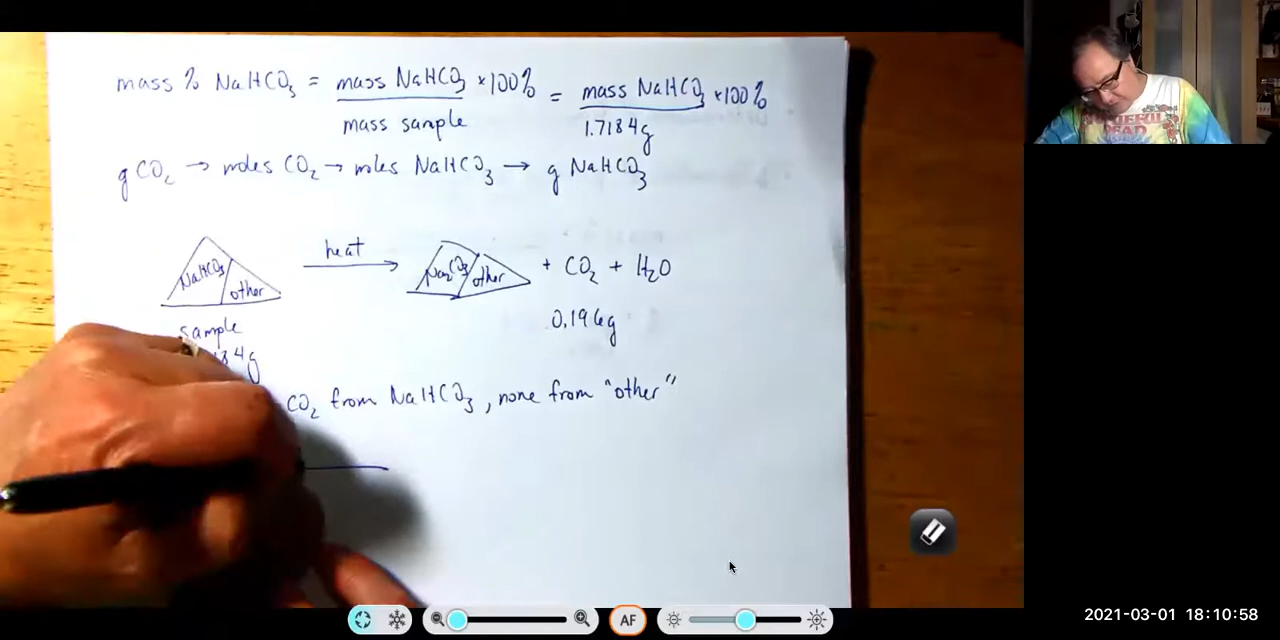 mass % NaHCO₃ = mass NaHCO₃ ×100% = mass NaHCO₃ ×100%
mass sample 1.7184g
g CO₂ → moles CO₂ → moles NaHCO₃ → g NaHCO₃
heat
NaHCO₃ other Na₂CO₃ other + CO₂ + H₂O
sample 0.196g
84g
CO₂ from NaHCO₃, none from "other"
DEAD
AF
2021-03-01 18:10:58